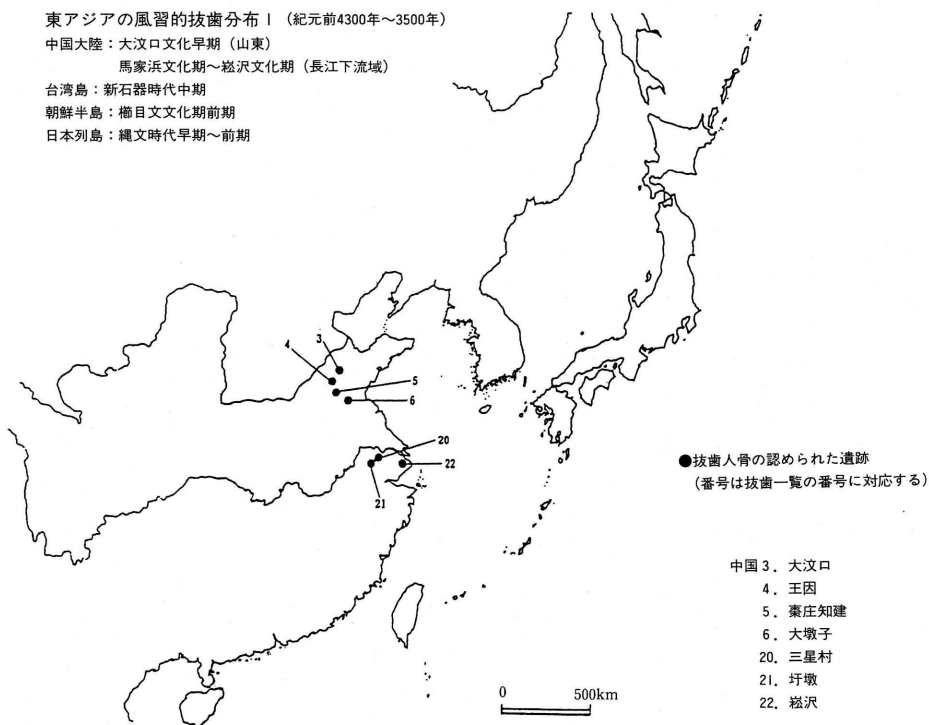 東アジアの風習的抜歯分布Ⅰ（紀元前4300年～3500年）
中国大陸：大汶口文化早期（山東）
馬家浜文化期～崧沢文化期（長江下流域）
台湾島：新石器時代中期
朝鮮半島：櫛目文文化期前期
日本列島：縄文時代早期～前期
3
4
5
6
20
22
21
●抜歯人骨の認められた遺跡
（番号は抜歯一覧の番号に対応する）
中国3．大汶口
4．王因
5．棗庄知建
6．大墩子
20．三星村
21．圩墩
22．崧沢
0 500km